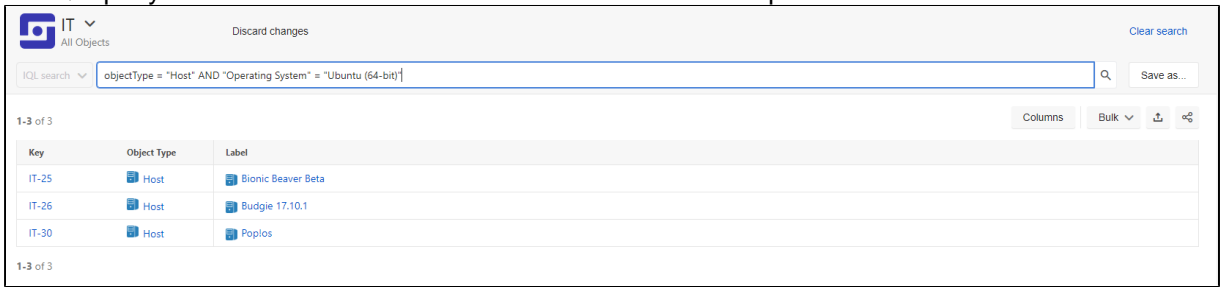 IT
All Objects
Discard changes
Clear search
IQL search
objectType = "Host" AND "Operating System" = "Ubuntu (64-bit)"
Save as...
1-3 of 3
Columns
Bulk
Key Object Type Label
IT-25 Host Bionic Beaver Beta
IT-26 Host Budgie 17.10.1
IT-30 Host Poplos
1-3 of 3